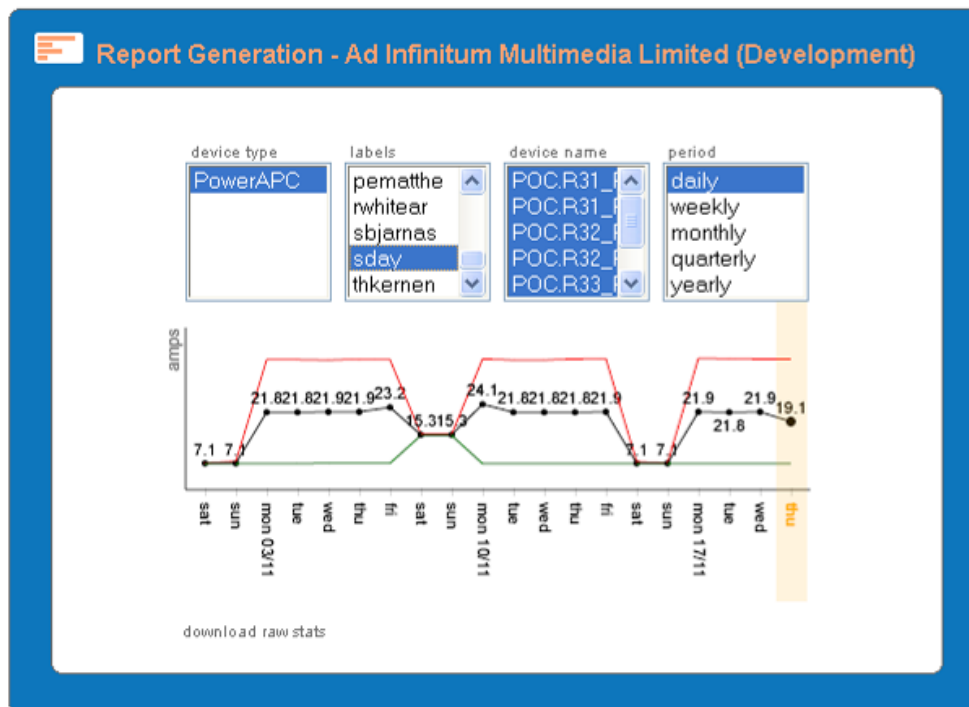 Report Generation - Ad Infinitum Multimedia Limited (Development)
device type
labels
device name
period
PowerAPC
pematthe
rwhitear
sbjarnas
sday
thkernen
POC.R31_
POC.R31_
POC.R32_
POC.R32_
POC.R33_
daily
weekly
monthly
quarterly
yearly
amps
7.1 7.1 21.8 21.8 21.9 21.9 23.2 15.3 15.3 24.1 21.8 21.8 21.8 21.9 7.1 7.1 21.9 21.8 21.9 19.1
sat sun mon 03/11 tue wed thu fri sat sun mon 10/11 tue wed thu fri sat sun mon 17/11 tue wed thu
download raw stats